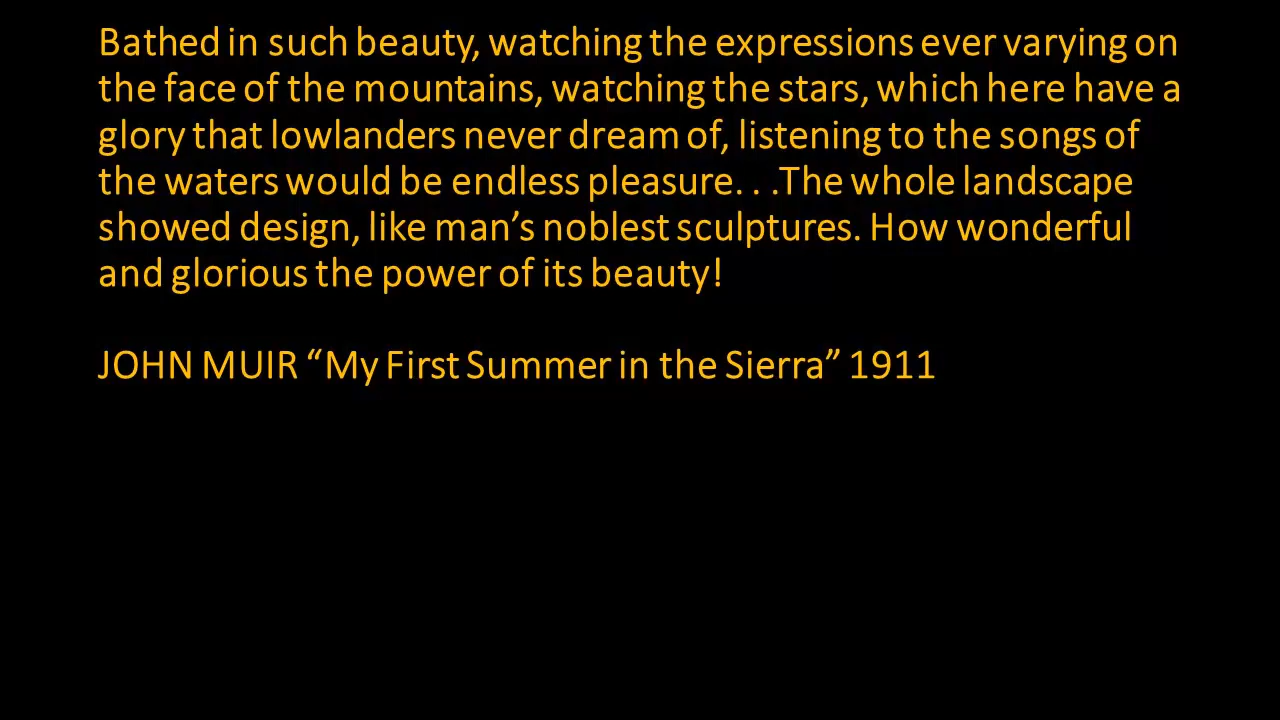 Bathed in such beauty, watching the expressions ever varying on
the face of the mountains, watching the stars, which here have a
glory that lowlanders never dream of, listening to the songs of
the waters would be endless pleasure. . .The whole landscape
showed design, like man’s noblest sculptures. How wonderful
and glorious the power of its beauty!
JOHN MUIR “My First Summer in the Sierra” 1911